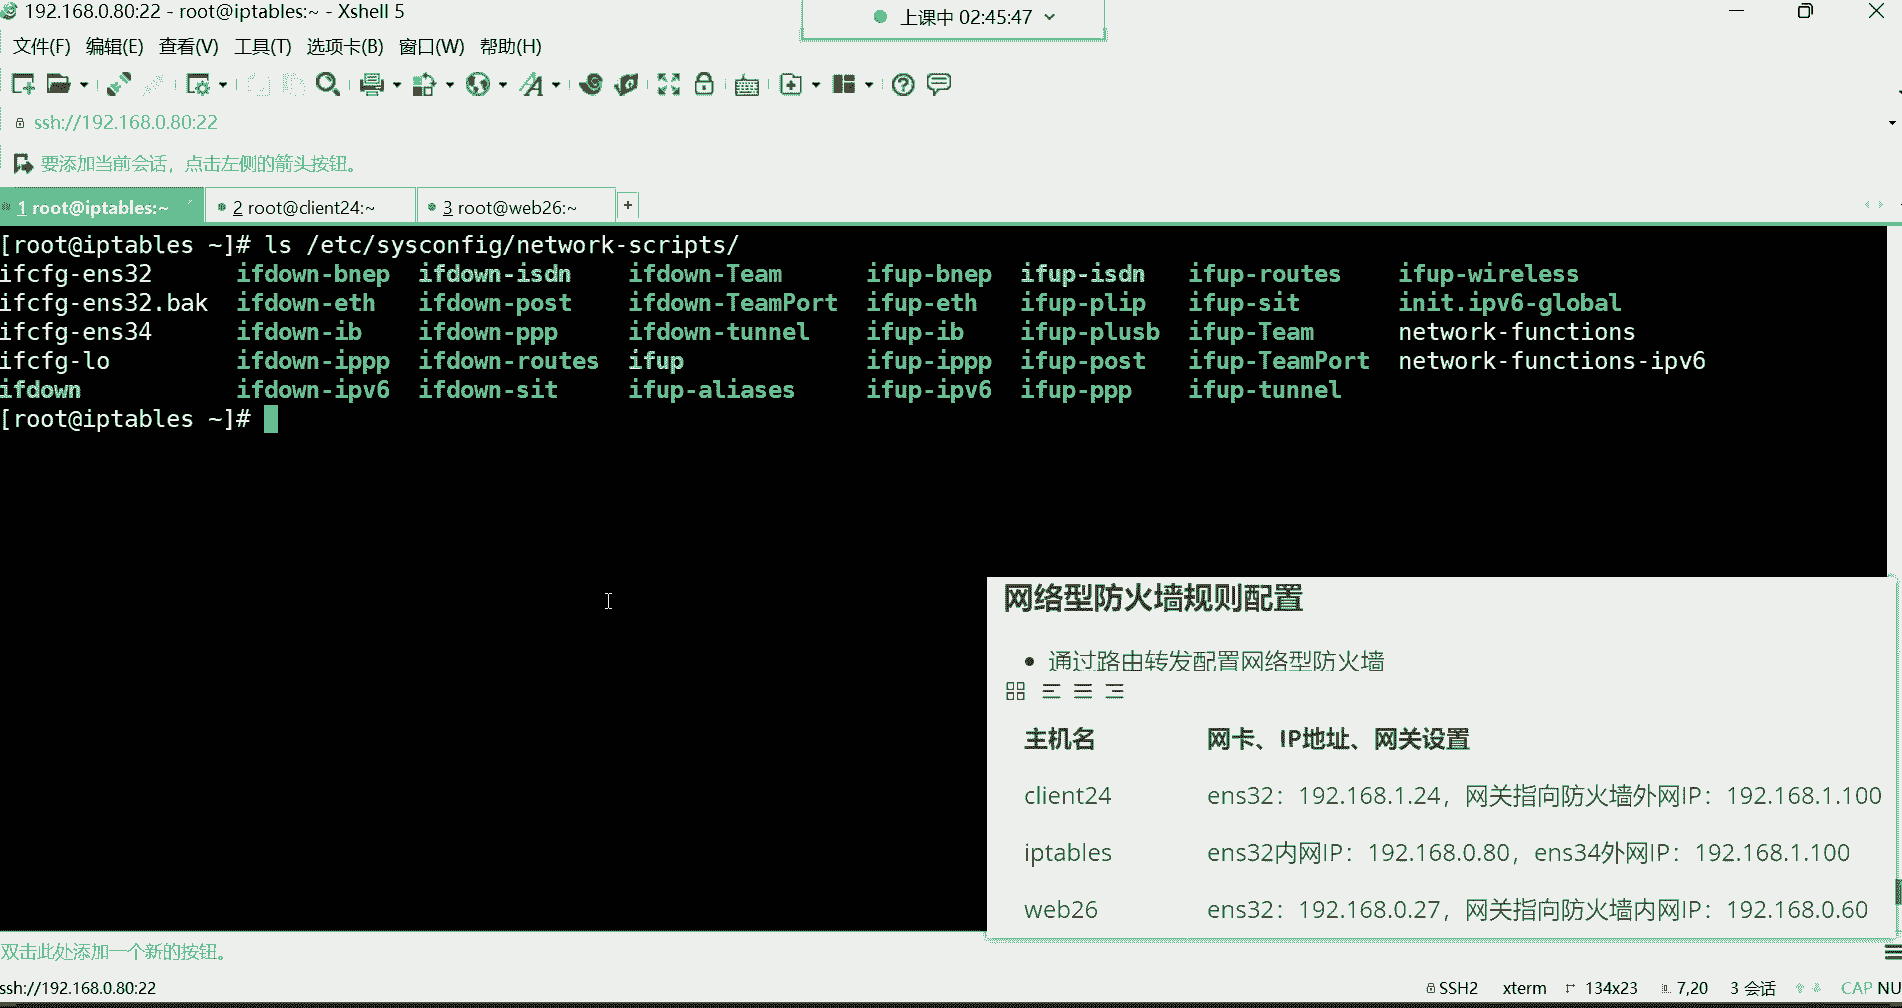 192.168.0.80:22 - root@iptables:~ - Xshell 5
上课中 02:45:47
文件(F) 编辑(E) 查看(V) 工具(T) 选项卡(B) 窗口(W) 帮助(H)
ssh://192.168.0.80:22
要添加当前会话，点击左侧的箭头按钮。
1 root@iptables:~ 2 root@client24:~ 3 root@web26:~ +
[root@iptables ~]# ls /etc/sysconfig/network-scripts/
ifcfg-ens32 ifdown-bnep ifdown-isdn ifdown-Team ifup-bnep ifup-isdn ifup-routes ifup-wireless
ifcfg-ens32.bak ifdown-eth ifdown-post ifdown-TeamPort ifup-eth ifup-plip ifup-sit init.ipv6-global
ifcfg-ens34 ifdown-ib ifdown-ppp ifdown-tunnel ifup-ib ifup-plusb ifup-Team network-functions
ifcfg-lo ifdown-ippp ifdown-routes ifup ifup-ippp ifup-post ifup-TeamPort network-functions-ipv6
ifdown ifdown-ipv6 ifdown-sit ifup-aliases ifup-ipv6 ifup-ppp ifup-tunnel
[root@iptables ~]#
网络型防火墙规则配置
• 通过路由转发配置网络型防火墙
主机名 网卡、IP地址、网关设置
client24 ens32：192.168.1.24，网关指向防火墙外网IP：192.168.1.100
iptables ens32内网IP：192.168.0.80，ens34外网IP：192.168.1.100
web26 ens32：192.168.0.27，网关指向防火墙内网IP：192.168.0.60
双击此处添加一个新的按钮。
ssh://192.168.0.80:22 SSH2 xterm 134x23 7,20 3 会话 CAP NU